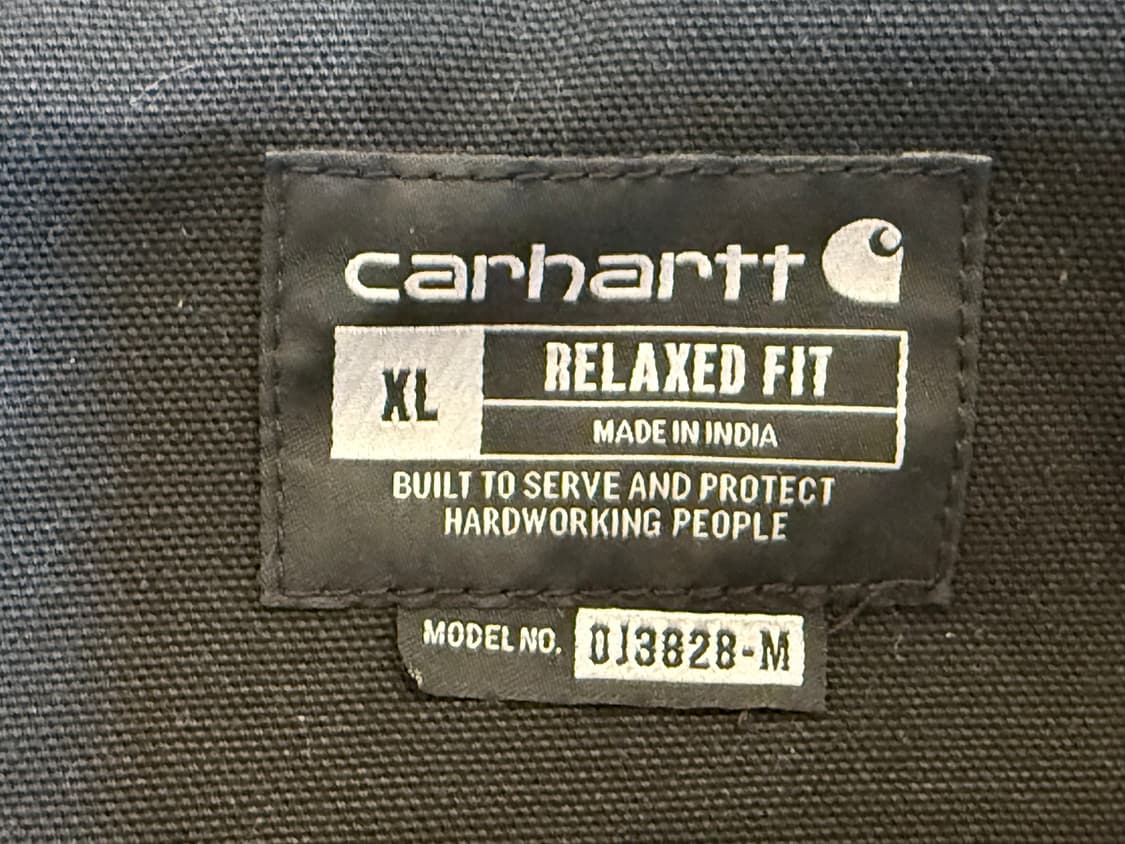 carhartt
XL
RELAXED FIT
MADE IN INDIA
BUILT TO SERVE AND PROTECT
HARDWORKING PEOPLE
MODEL NO. OJ3828-M